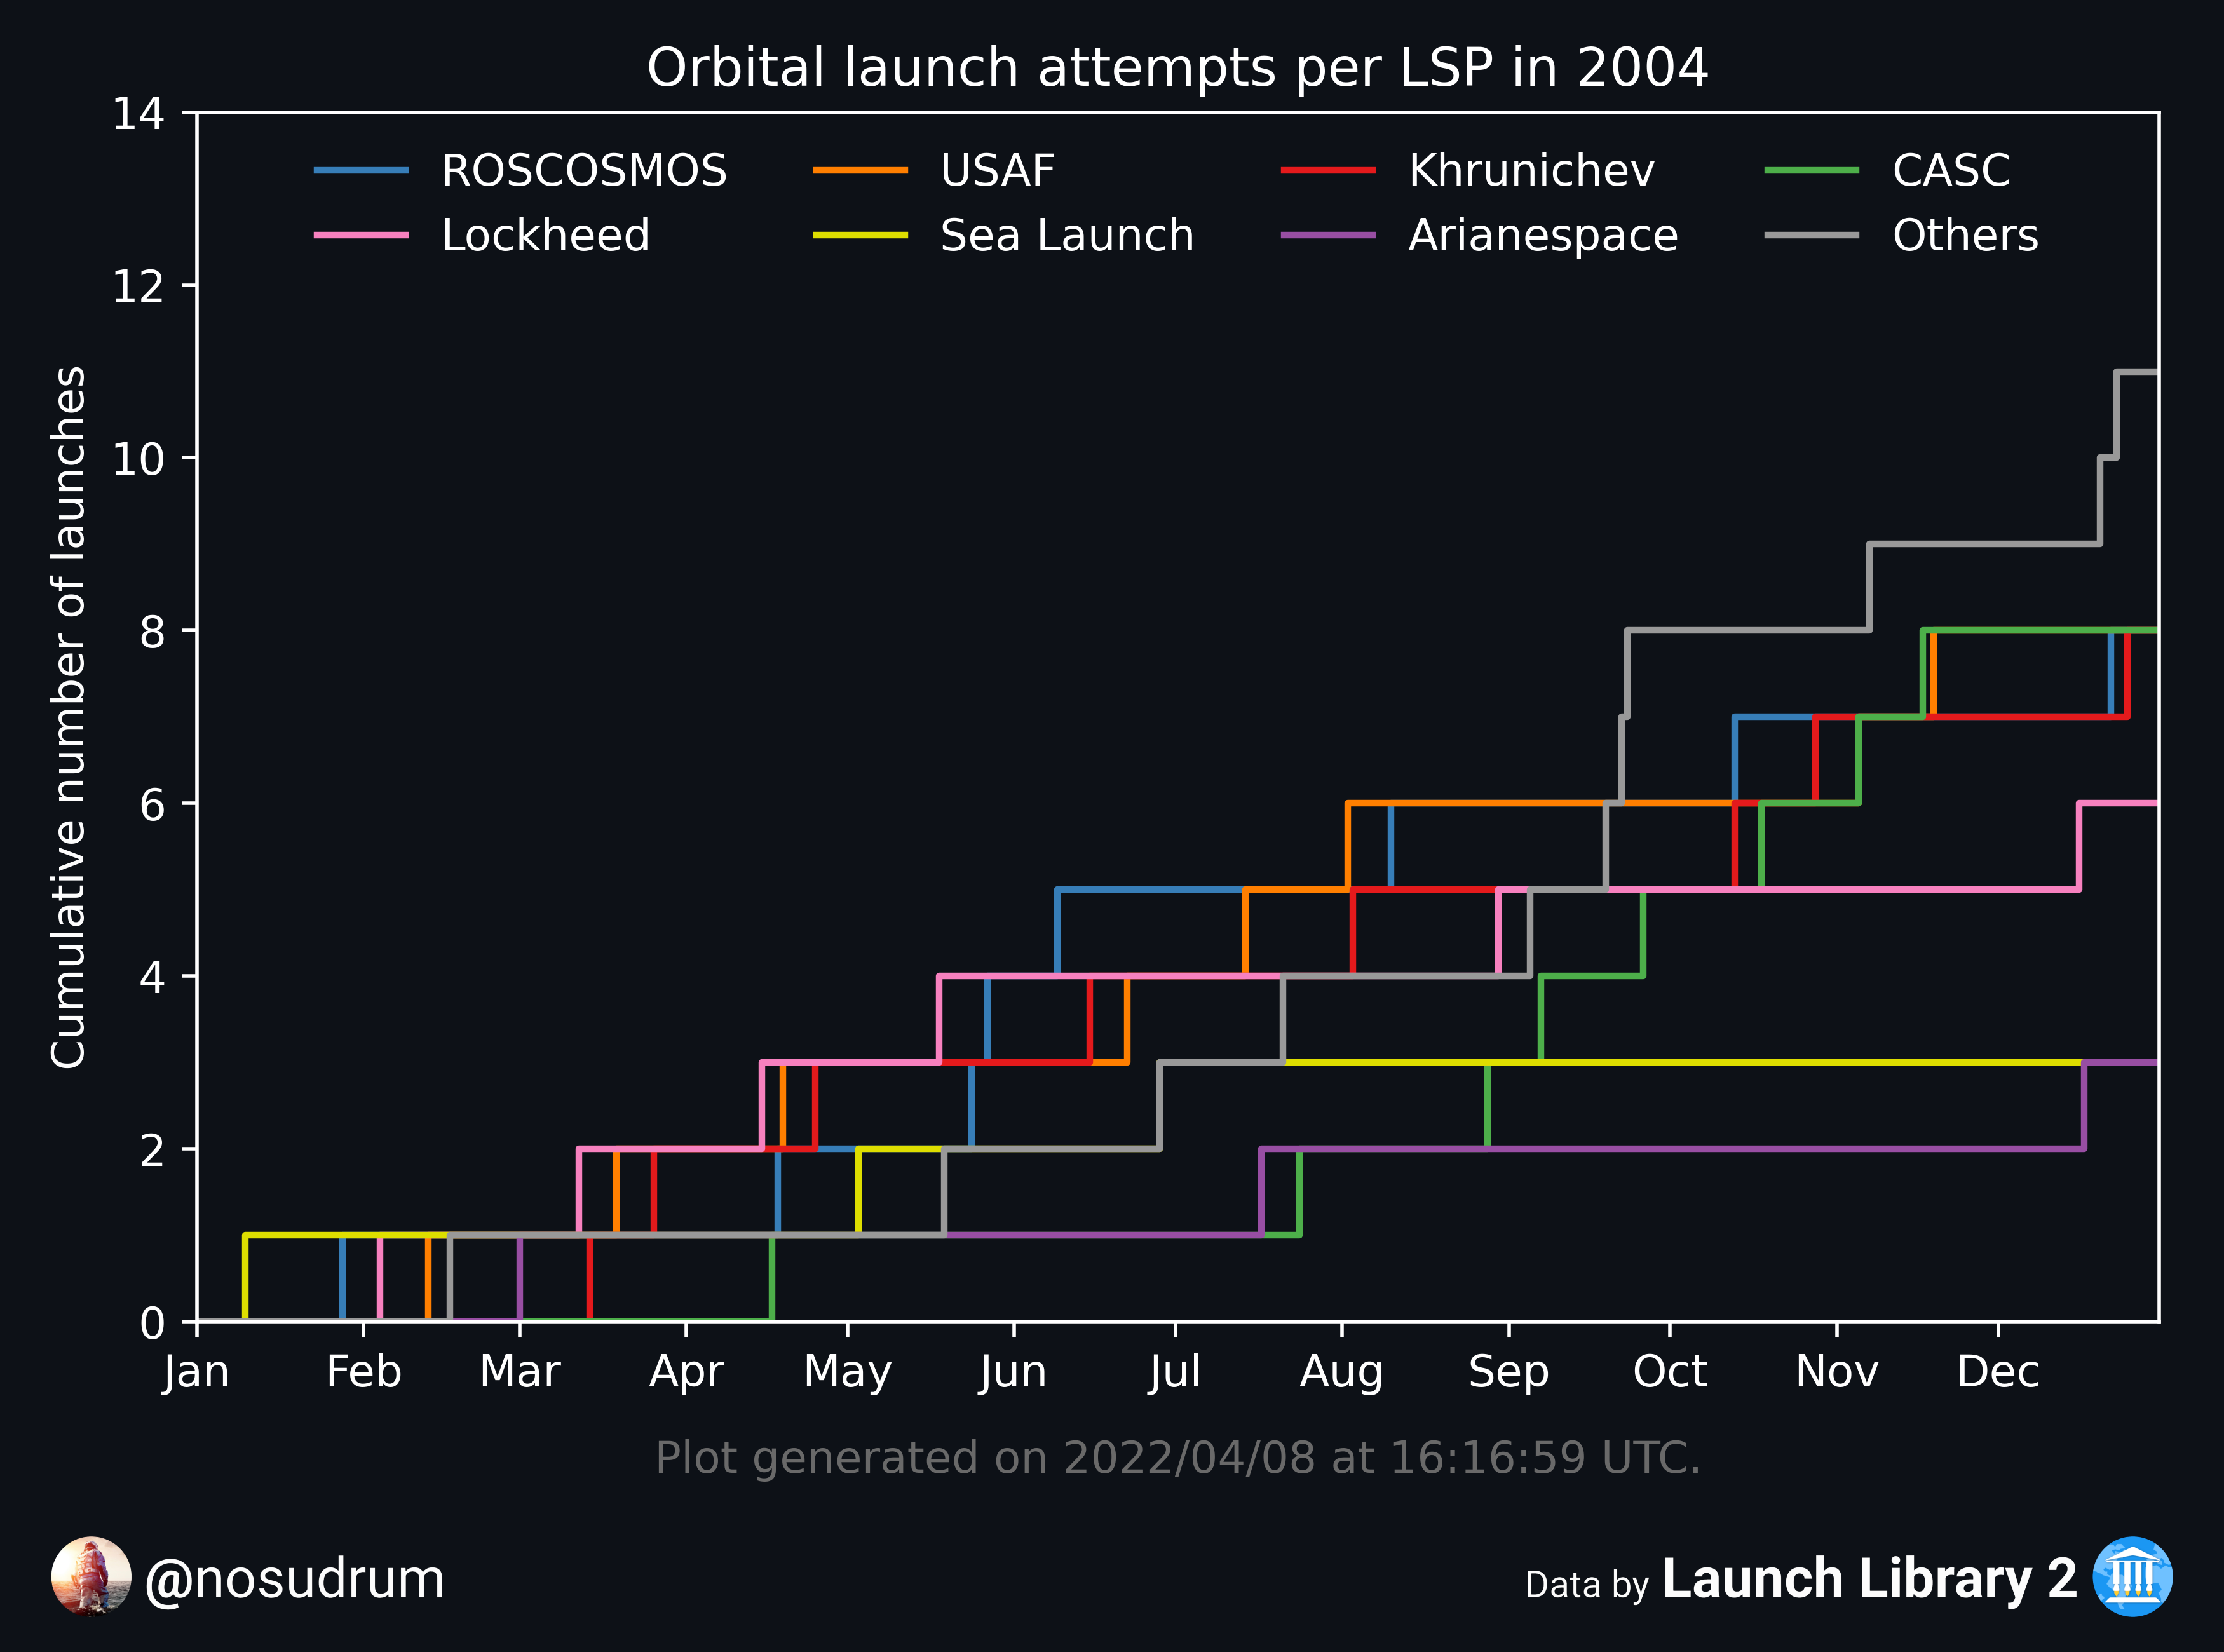 Orbital launch attempts per LSP in 2004
14
ROSCOSMOS USAF Khrunichev CASC
Lockheed Sea Launch Arianespace Others
12
10
8
6
4
2
0
Cumulative number of launches
Jan Feb Mar Apr May Jun Jul Aug Sep Oct Nov Dec
Plot generated on 2022/04/08 at 16:16:59 UTC.
@nosudrum
Data by Launch Library 2